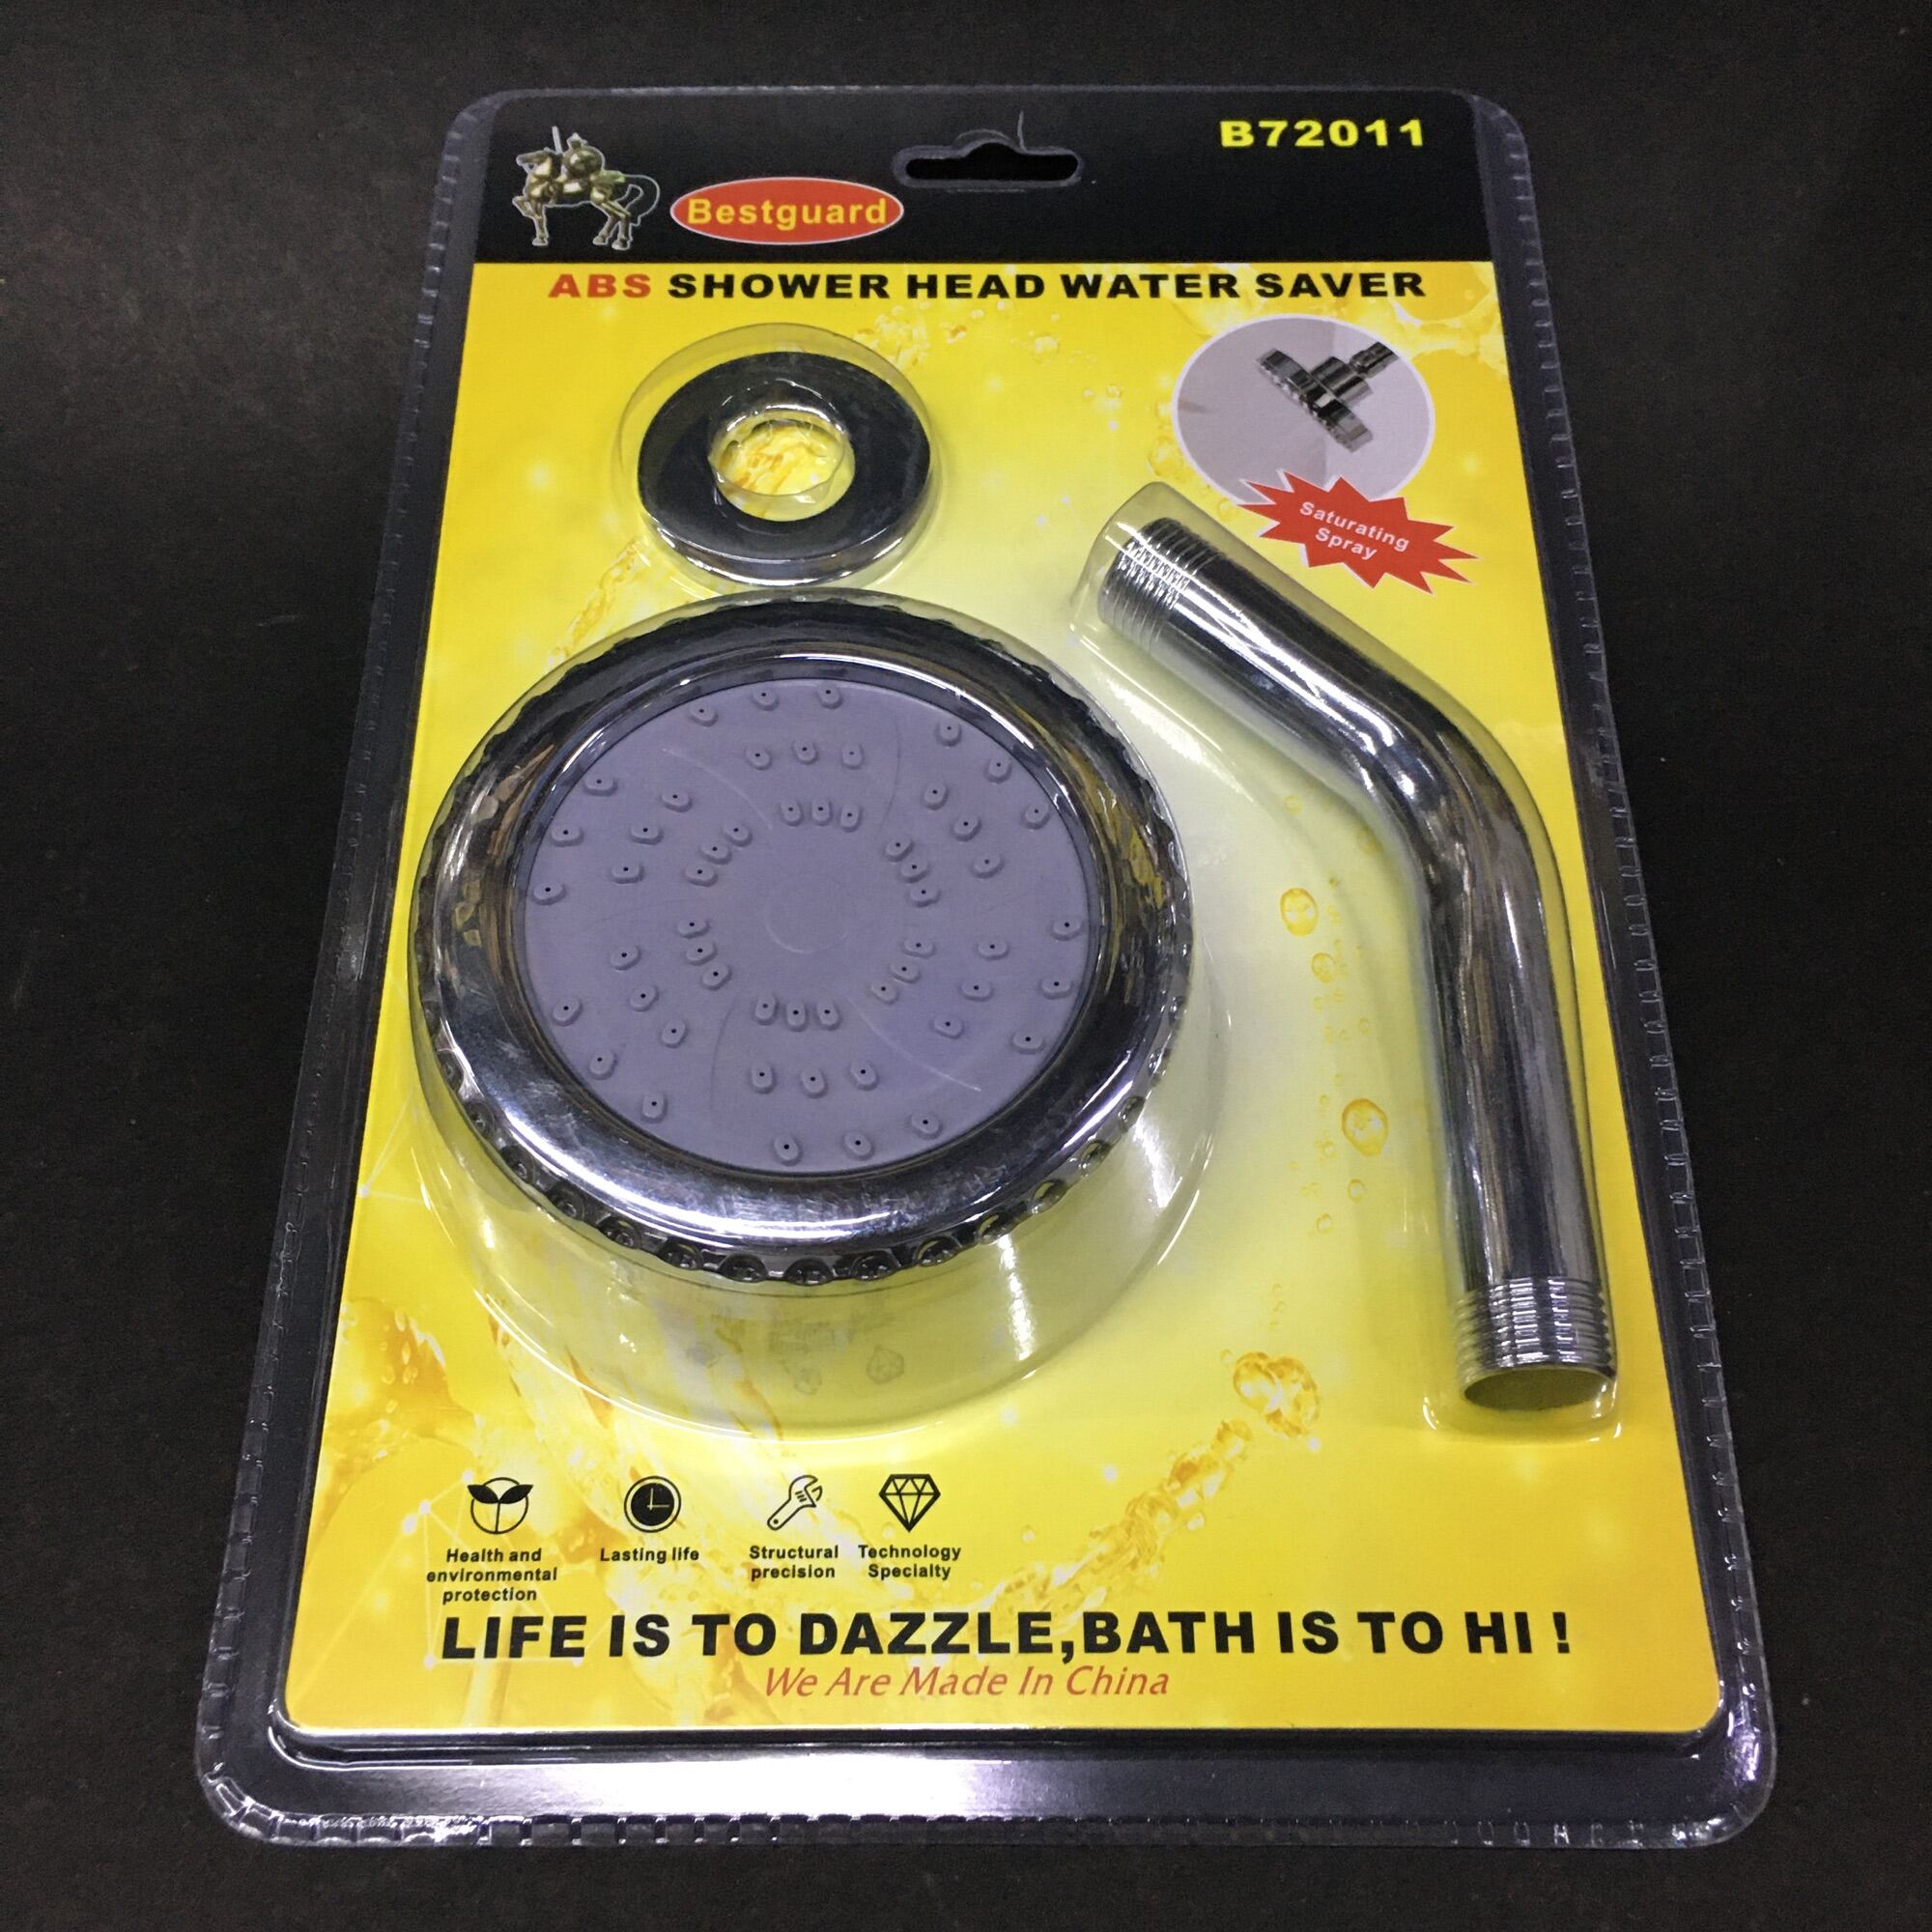 B72011
Bestguard
ABS SHOWER HEAD WATER SAVER
Saturating
Spray
Health and
environmental
protection
Lasting life
Structural
precision
Technology
Specialty
LIFE IS TO DAZZLE,BATH IS TO HI !
We Are Made In China